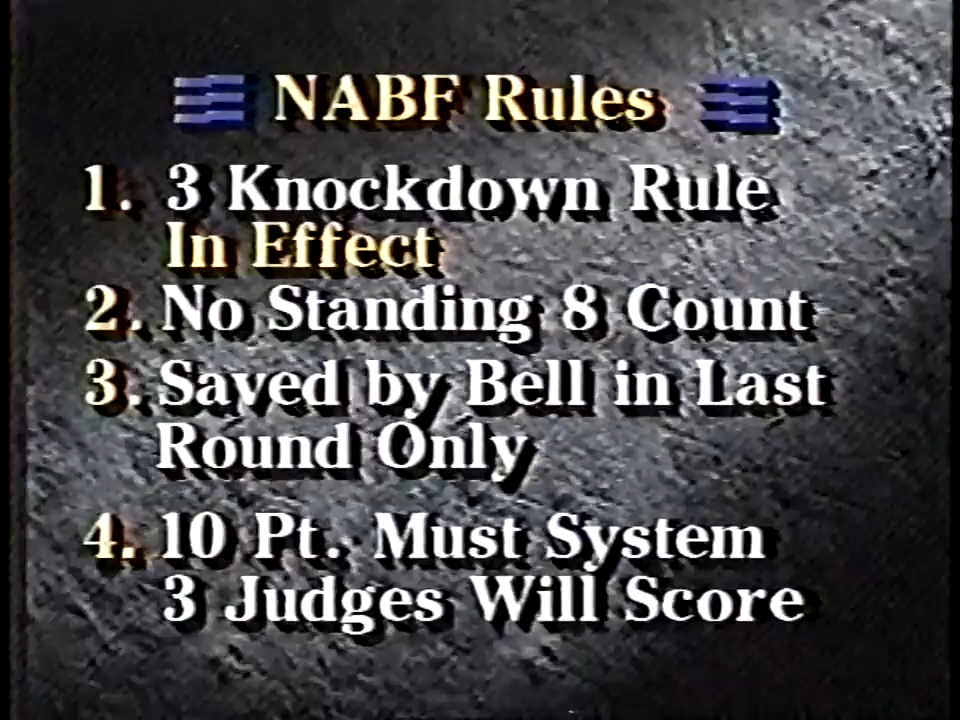 NABF Rules
1. 3 Knockdown Rule
In Effect
2. No Standing 8 Count
3. Saved by Bell in Last
Round Only
4. 10 Pt. Must System
3 Judges Will Score